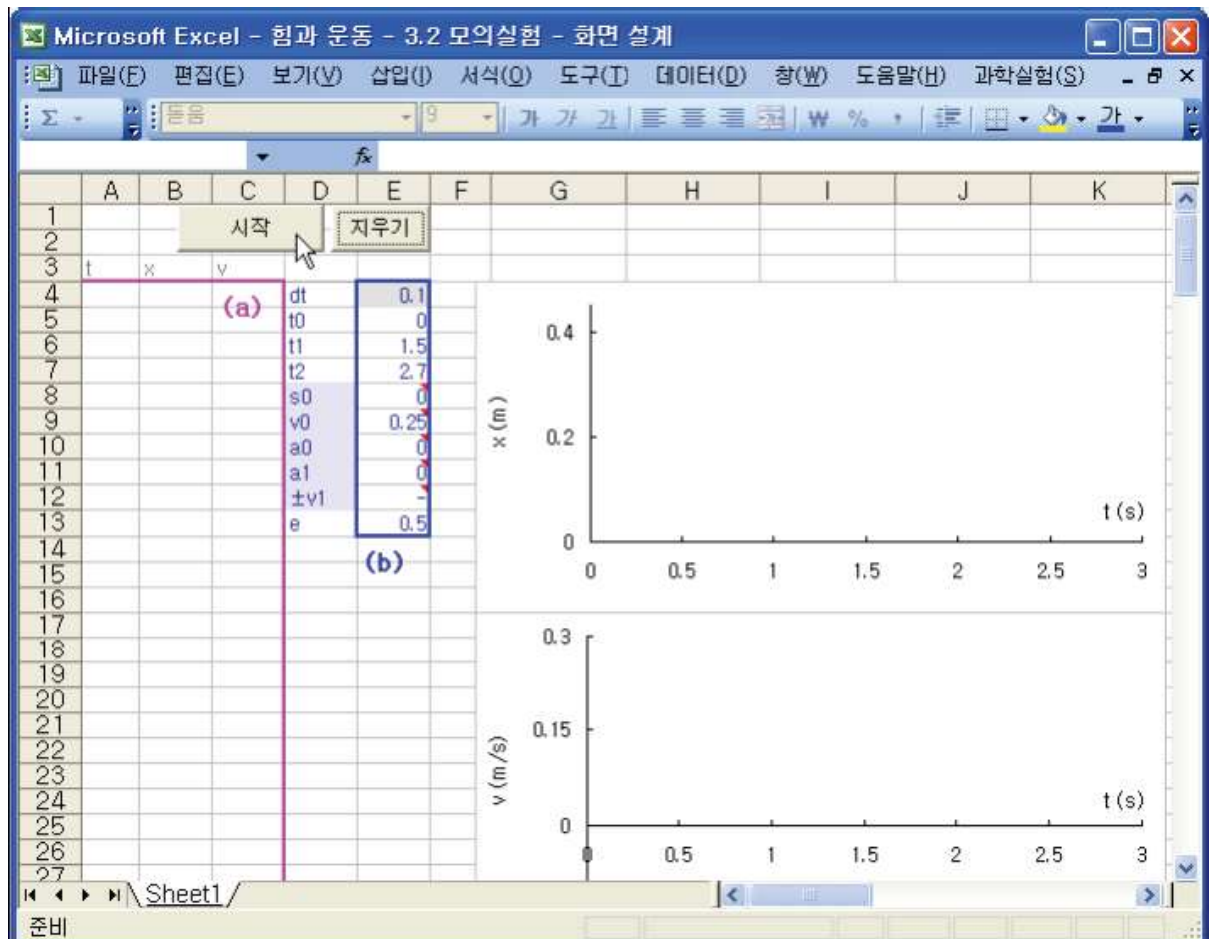 Microsoft Excel - 힘과 운동 - 3.2 모의실험 - 화면 설계
파일(F) 편집(E) 보기(V) 삽입(I) 서식(O) 도구(T) 데이터(D) 창(W) 도움말(H) 과학실험(S)
Σ 돋움 9 가 가 가 ₩ % , 가
fx
A B C D E F G H I J K
1
시작 지우기
2
3 t x v
4 (a) dt 0.1
5 t0 0
6 t1 1.5
7 t2 2.7
8 s0 0
9 v0 0.25
10 a0 0
11 a1 0
12 ±v1 -
13 e 0.5
14
15 (b)
16
17
18
19
20
21
22
23
24
25
26
27
x (m)
0.4
0.2
0
t (s)
0 0.5 1 1.5 2 2.5 3
v (m/s)
0.3
0.15
0
t (s)
0 0.5 1 1.5 2 2.5 3
Sheet1
준비